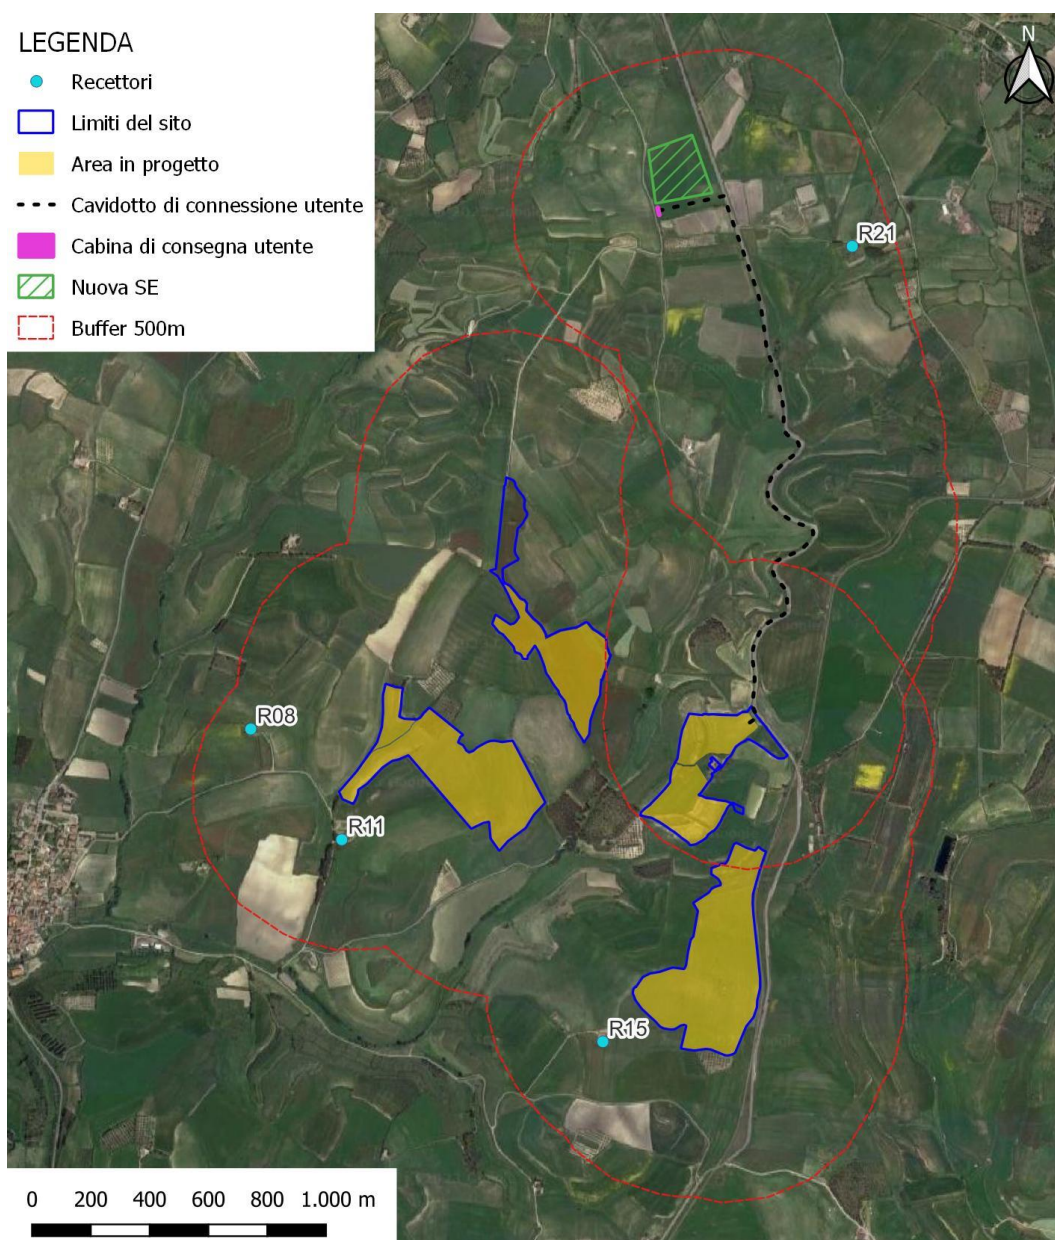 LEGENDA
Recettori
Limiti del sito
Area in progetto
Cavidotto di connessione utente
Cabina di consegna utente
Nuova SE
Buffer 500m
N
R21
R08
R11
R15
0 200 400 600 800 1.000 m